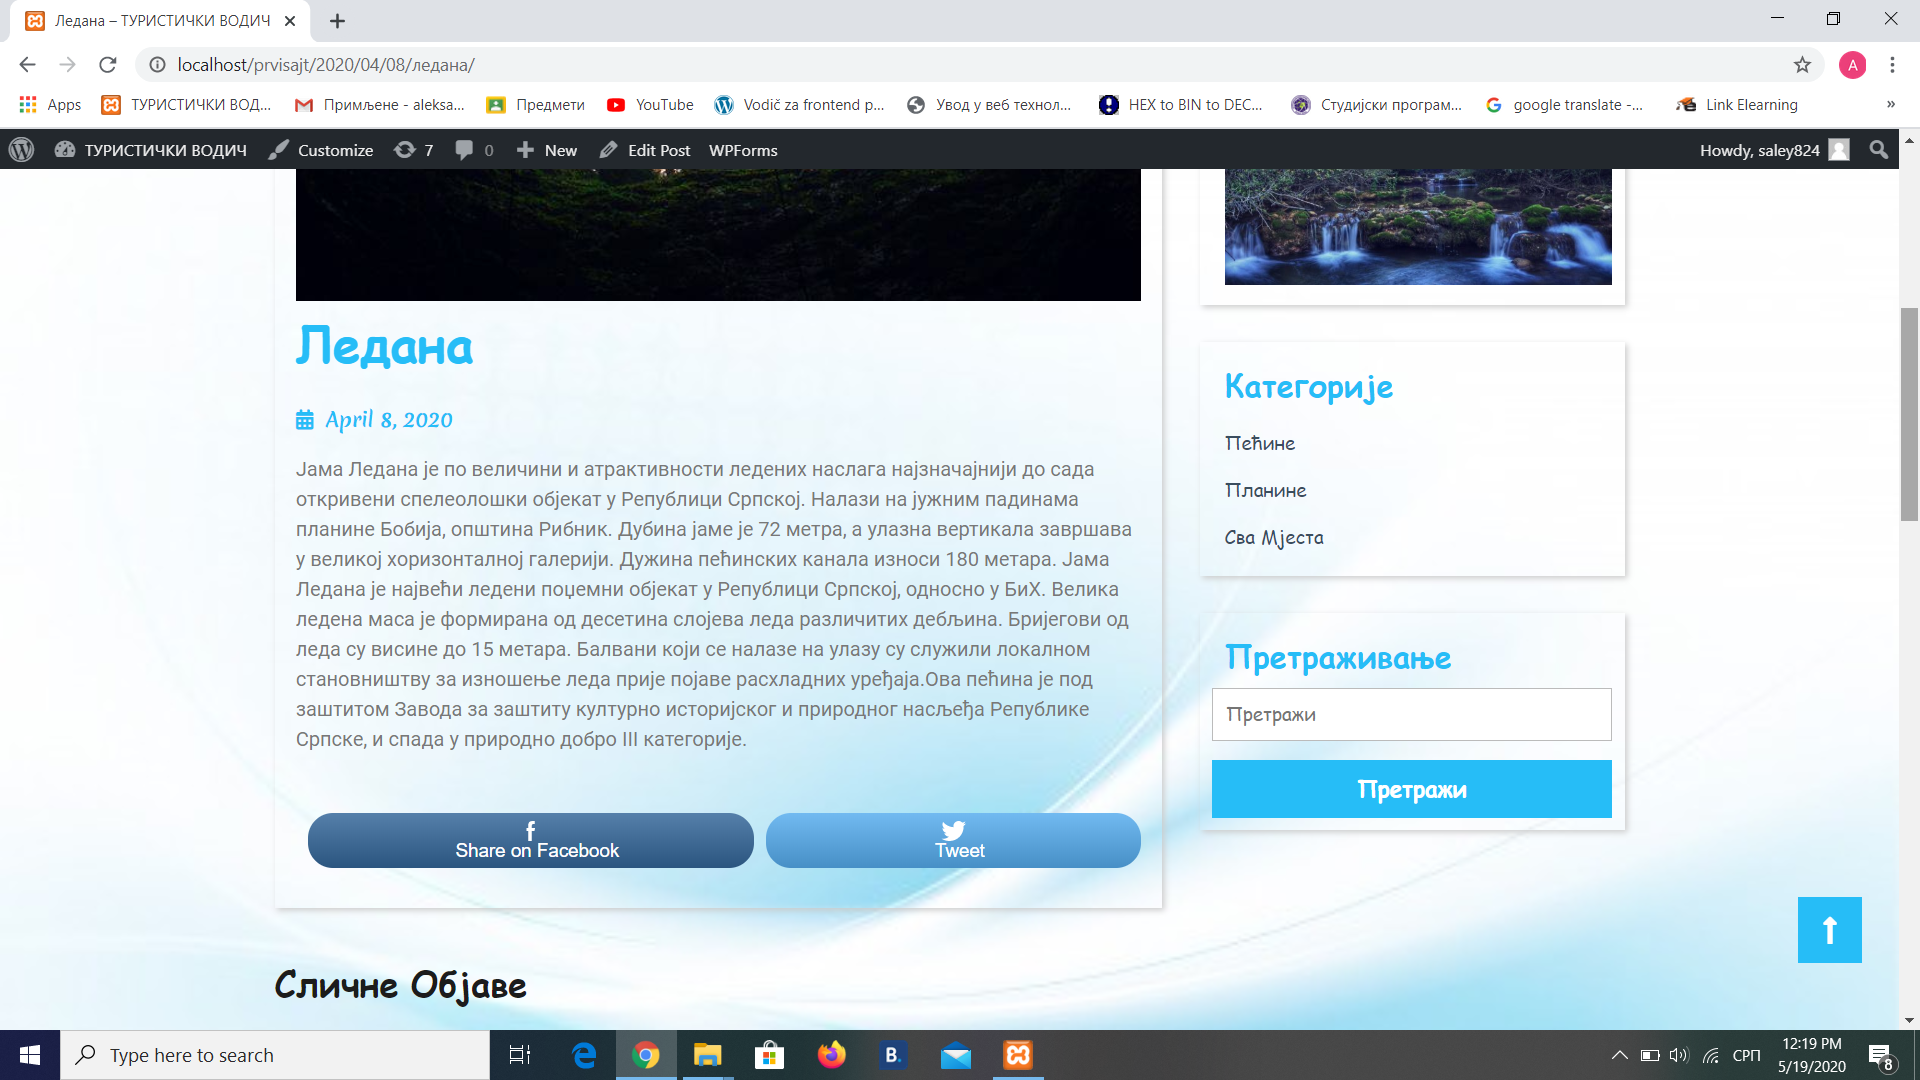 Ледана – ТУРИСТИЧКИ ВОДИЧ
localhost/prvisajt/2020/04/08/ледана/
A
Apps
ТУРИСТИЧКИ ВОД...
Примљене - aleksa...
Предмети
YouTube
Vodič za frontend p...
Увод у веб технол...
HEX to BIN to DEC...
Студијски програм...
google translate -...
Link Elearning
»
ТУРИСТИЧКИ ВОДИЧ
Customize
7
0
New
Edit Post
WPForms
Howdy, saley824
Ледана
April 8, 2020
Јама Ледана је по величини и атрактивности ледених наслага најзначајнији до сада
откривени спелеолошки објекат у Републици Српској. Налази на јужним падинама
планине Бобија, општина Рибник. Дубина јаме је 72 метра, а улазна вертикала завршава
у великој хоризонталној галерији. Дужина пећинских канала износи 180 метара. Јама
Ледана је највећи ледени поџемни објекат у Републици Српској, односно у БиХ. Велика
ледена маса је формирана од десетина слојева леда различитих дебљина. Бријегови од
леда су висине до 15 метара. Балвани који се налазе на улазу су служили локалном
становништву за изношење леда прије појаве расхладних уређаја.Ова пећина је под
заштитом Завода за заштиту културно историјског и природног насљеђа Републике
Српске, и спада у природно добро III категорије.
Share on Facebook
Tweet
Сличне Објаве
Категорије
Пећине
Планине
Сва Мјеста
Претраживање
Претражи
Претражи
Type here to search
B.
СРП
12:19 PM
5/19/2020
8